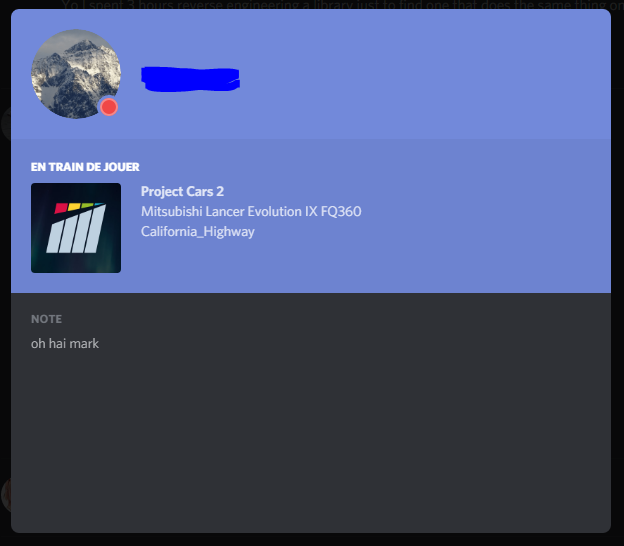 Yo I spent 3 hours reverse engineering a library just to find one that does the same thing on
EN TRAIN DE JOUER
Project Cars 2
Mitsubishi Lancer Evolution IX FQ360
California_Highway
NOTE
oh hai mark